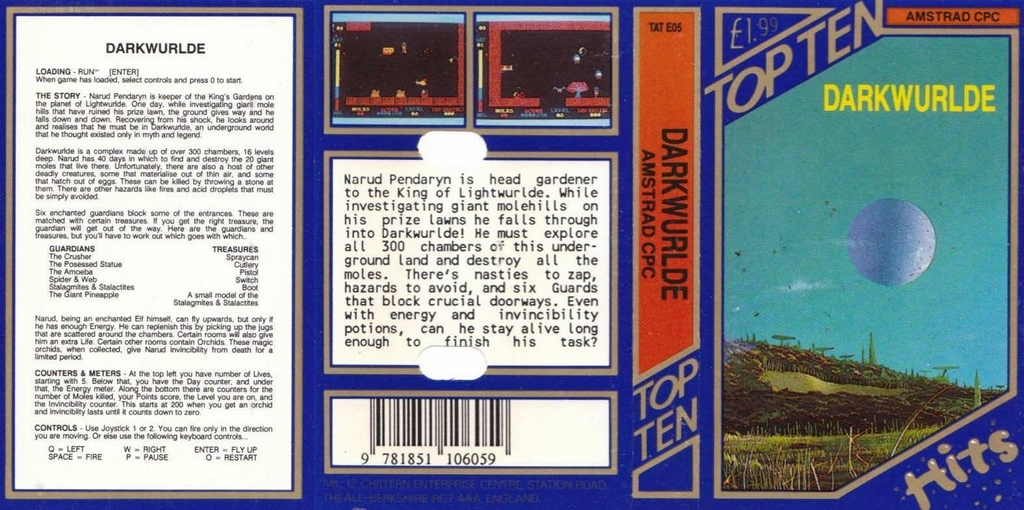 DARKWURLDE
LOADING - RUN" [ENTER]
When game has loaded, select controls and press 0 to start.
THE STORY - Narud Pendaryn is keeper of the King's Gardens on
the planet of Lightwurlde. One day, while investigating giant mole
hills that have ruined his prize lawn, the ground gives way and he
falls down and down. Recovering from his shock, he looks around
and realises that he must be in Darkwurlde, an underground world
that he thought existed only in myth and legend.
Darkwurlde is a complex made up of over 300 chambers, 16 levels
deep. Narud has 40 days in which to find and destroy the 20 giant
moles that live there. Unfortunately, there are also a host of other
deadly creatures, some that materialise out of thin air, and some
that hatch out of eggs. These can be killed by throwing a stone at
them. There are other hazards like fires and acid droplets that must
be simply avoided.
Six enchanted guardians block some of the entrances. These are
matched with certain treasures. If you get the right treasure, the
guardian will get out of the way. Here are the guardians and
treasures, but you'll have to work out which goes with which..
GUARDIANS TREASURES
The Crusher Spraycan
The Posessed Statue Cutlery
The Amoeba Pistol
Spider & Web Switch
Stalagmites & Stalactites Boot
The Giant Pineapple A small model of the
Stalagmites & Stalactites
Narud, being an enchanted Elf himself, can fly upwards, but only if
he has enough Energy. He can replenish this by picking up the jugs
that are scattered around the chambers. Certain rooms will also give
him an extra Life. Certain other rooms contain Orchids. These magic
orchids, when collected, give Narud invincibility from death for a
limited period.
COUNTERS & METERS - At the top left you have number of Lives,
starting with 5. Below that, you have the Day counter, and under
that, the Energy meter. Along the bottom there are counters for the
number of Moles killed, your Points score, the Level you are on, and
the Invincibility counter. This starts at 200 when you get an orchid
and invincibility lasts until it counts down to zero.
CONTROLS - Use Joystick 1 or 2. You can fire only in the direction
you are moving. Or else use the following keyboard controls...
Q = LEFT W = RIGHT ENTER = FLY UP
SPACE = FIRE P = PAUSE O = RESTART
Narud Pendaryn is head gardener
to the King of Lightwurlde. While
investigating giant molehills on
his prize lawns he falls through
into Darkwurlde! He must explore
all 300 chambers of this under-
ground land and destroy all the
moles. There's nasties to zap,
hazards to avoid, and six Guards
that block crucial doorways. Even
with energy and invincibility
potions, can he stay alive long
enough to finish his task?
9 781851 106059
MIL 12, CHILTERN ENTERPRISE CENTRE, STATION ROAD,
THEALE, BERKSHIRE RG7 4AA, ENGLAND.
TAT E05
DARKWURLDE
AMSTRAD CPC
TOP
TEN
£1.99
TOP TEN
AMSTRAD CPC
DARKWURLDE
Hits